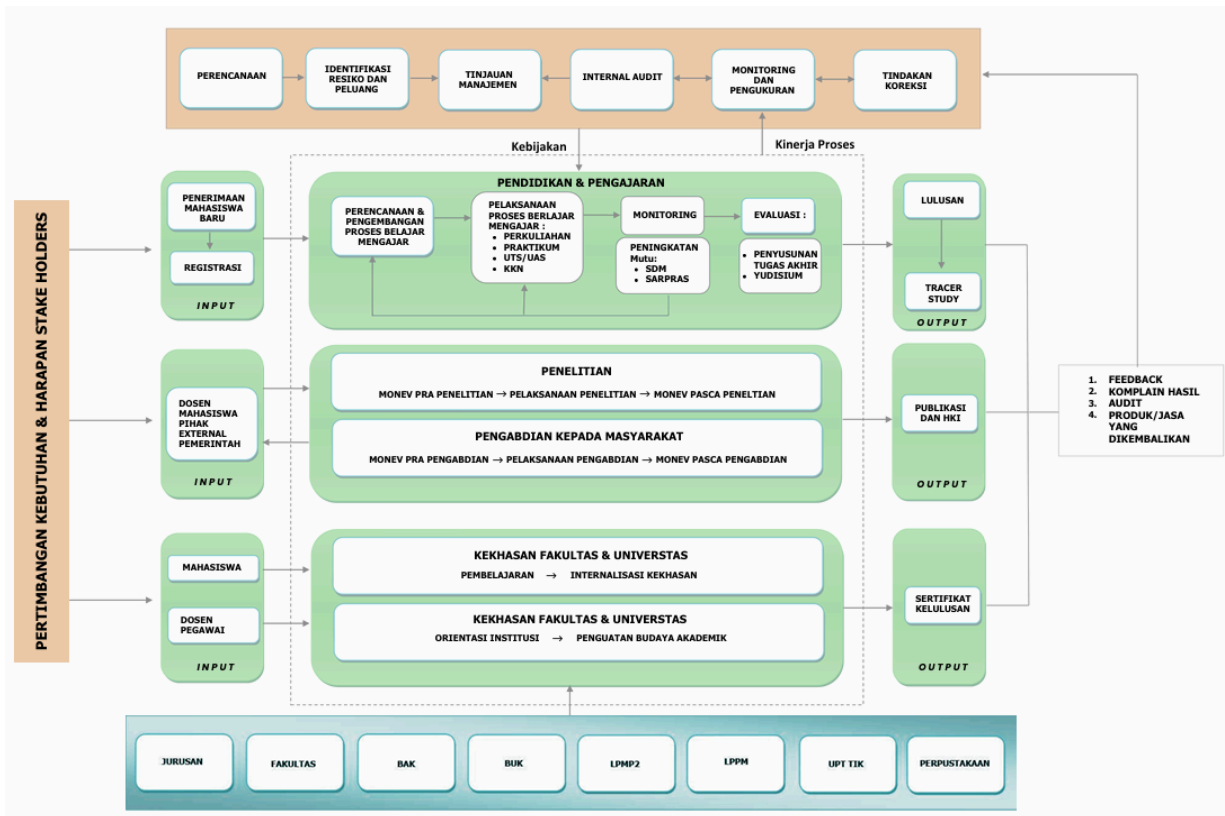 PERENCANAAN
IDENTIFIKASI
RESIKO DAN
PELUANG
TINJAUAN
MANAJEMEN
INTERNAL AUDIT
MONITORING
DAN
PENGUKURAN
TINDAKAN
KOREKSI
Kebijakan
Kinerja Proses
PERTIMBANGAN KEBUTUHAN & HARAPAN STAKE HOLDERS
PENERIMAAN
MAHASISWA
BARU
REGISTRASI
INPUT
PENDIDIKAN & PENGAJARAN
PERENCANAAN &
PENGEMBANGAN
PROSES BELAJAR
MENGAJAR
PELAKSANAAN
PROSES BERLAJAR
MENGAJAR :
• PERKULIAHAN
• PRAKTIKUM
• UTS/UAS
• KKN
MONITORING
PENINGKATAN
Mutu:
• SDM
• SARPRAS
EVALUASI :
• PENYUSUNAN
TUGAS AKHIR
• YUDISIUM
LULUSAN
TRACER
STUDY
OUTPUT
DOSEN
MAHASISWA
PIHAK
EXTERNAL
PEMERINTAH
INPUT
PENELITIAN
MONEV PRA PENELITIAN → PELAKSANAAN PENELITIAN → MONEV PASCA PENELTIAN
PENGABDIAN KEPADA MASYARAKAT
MONEV PRA PENGABDIAN → PELAKSANAAN PENGABDIAN → MONEV PASCA PENGABDIAN
PUBLIKASI
DAN HKI
OUTPUT
1. FEEDBACK
2. KOMPLAIN HASIL
3. AUDIT
4. PRODUK/JASA
YANG
DIKEMBALIKAN
MAHASISWA
DOSEN
PEGAWAI
INPUT
KEKHASAN FAKULTAS & UNIVERSTAS
PEMBELAJARAN → INTERNALISASI KEKHASAN
KEKHASAN FAKULTAS & UNIVERSTAS
ORIENTASI INSTITUSI → PENGUATAN BUDAYA AKADEMIK
SERTIFIKAT
KELULUSAN
OUTPUT
JURUSAN
FAKULTAS
BAK
BUK
LPMP2
LPPM
UPT TIK
PERPUSTAKAAN